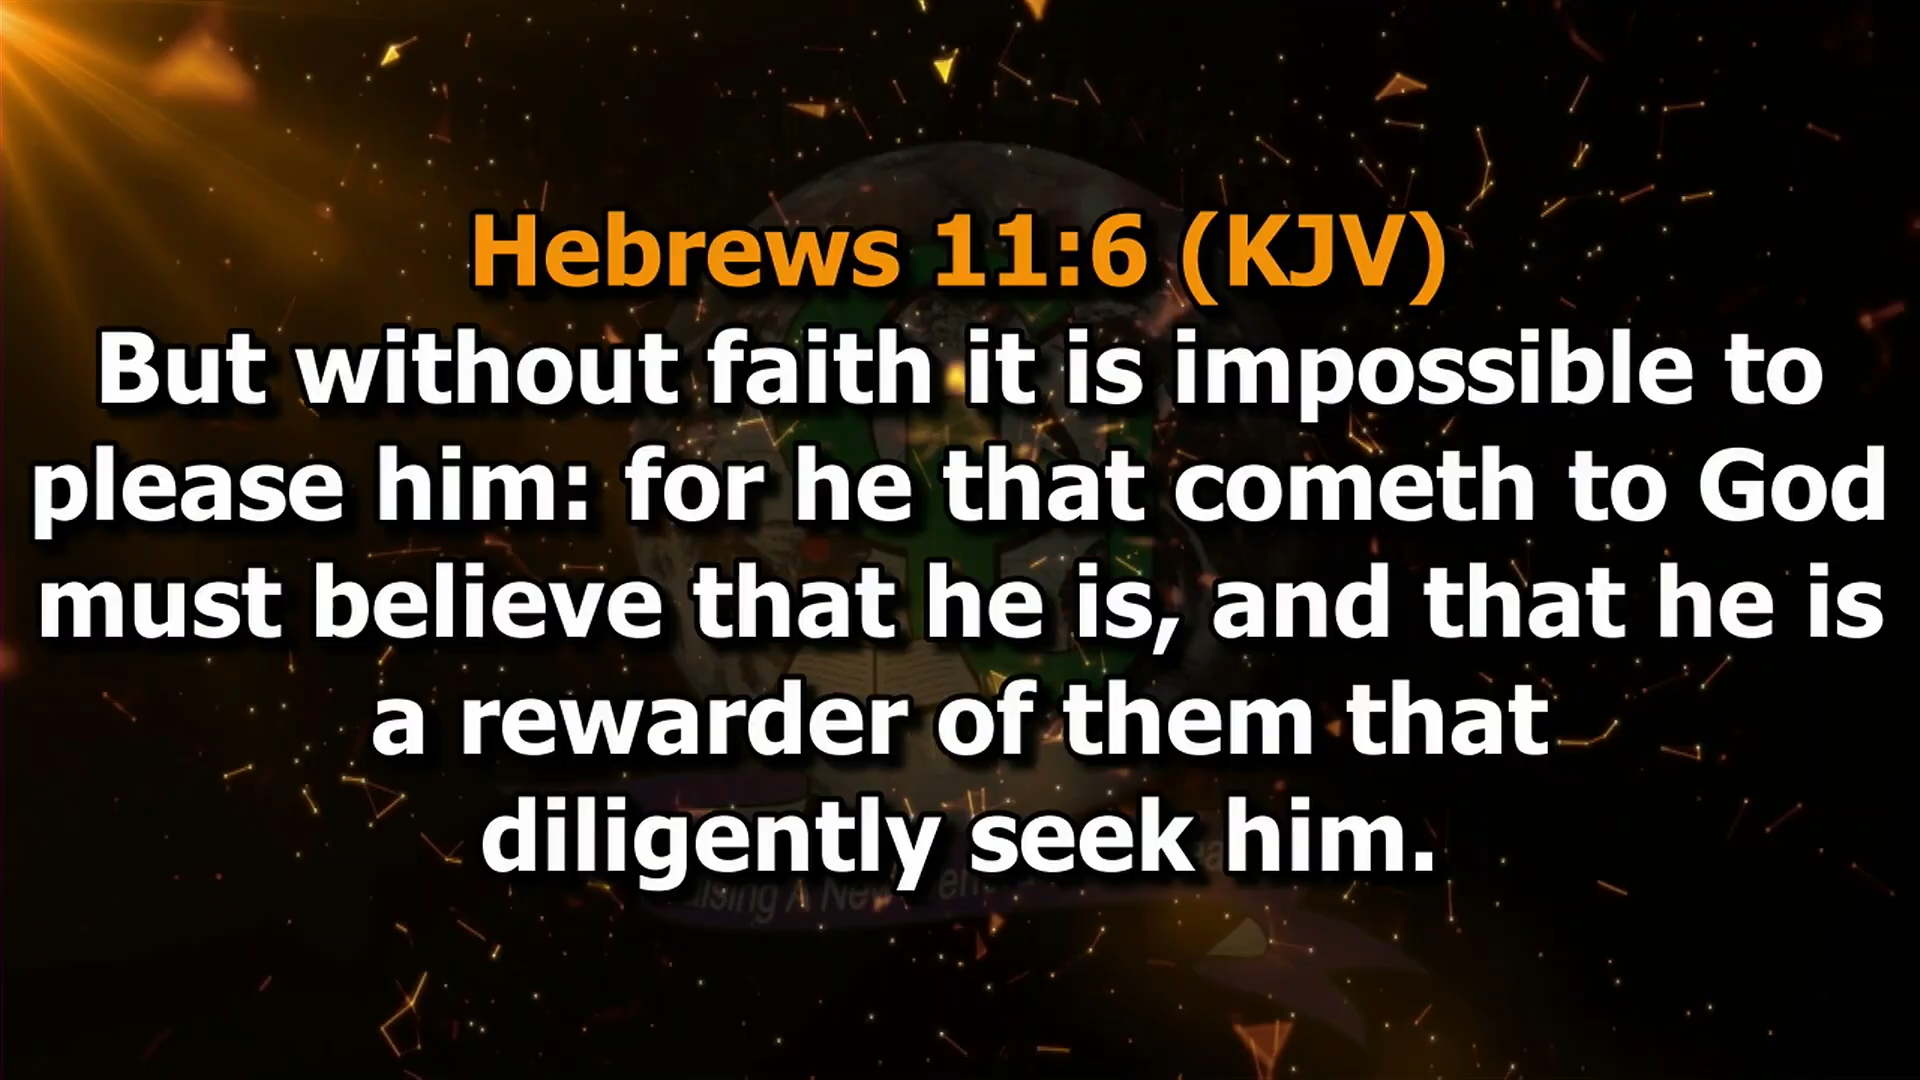 Hebrews 11:6 (KJV)
But without faith it is impossible to
please him: for he that cometh to God
must believe that he is, and that he is
a rewarder of them that
diligently seek him.
A New